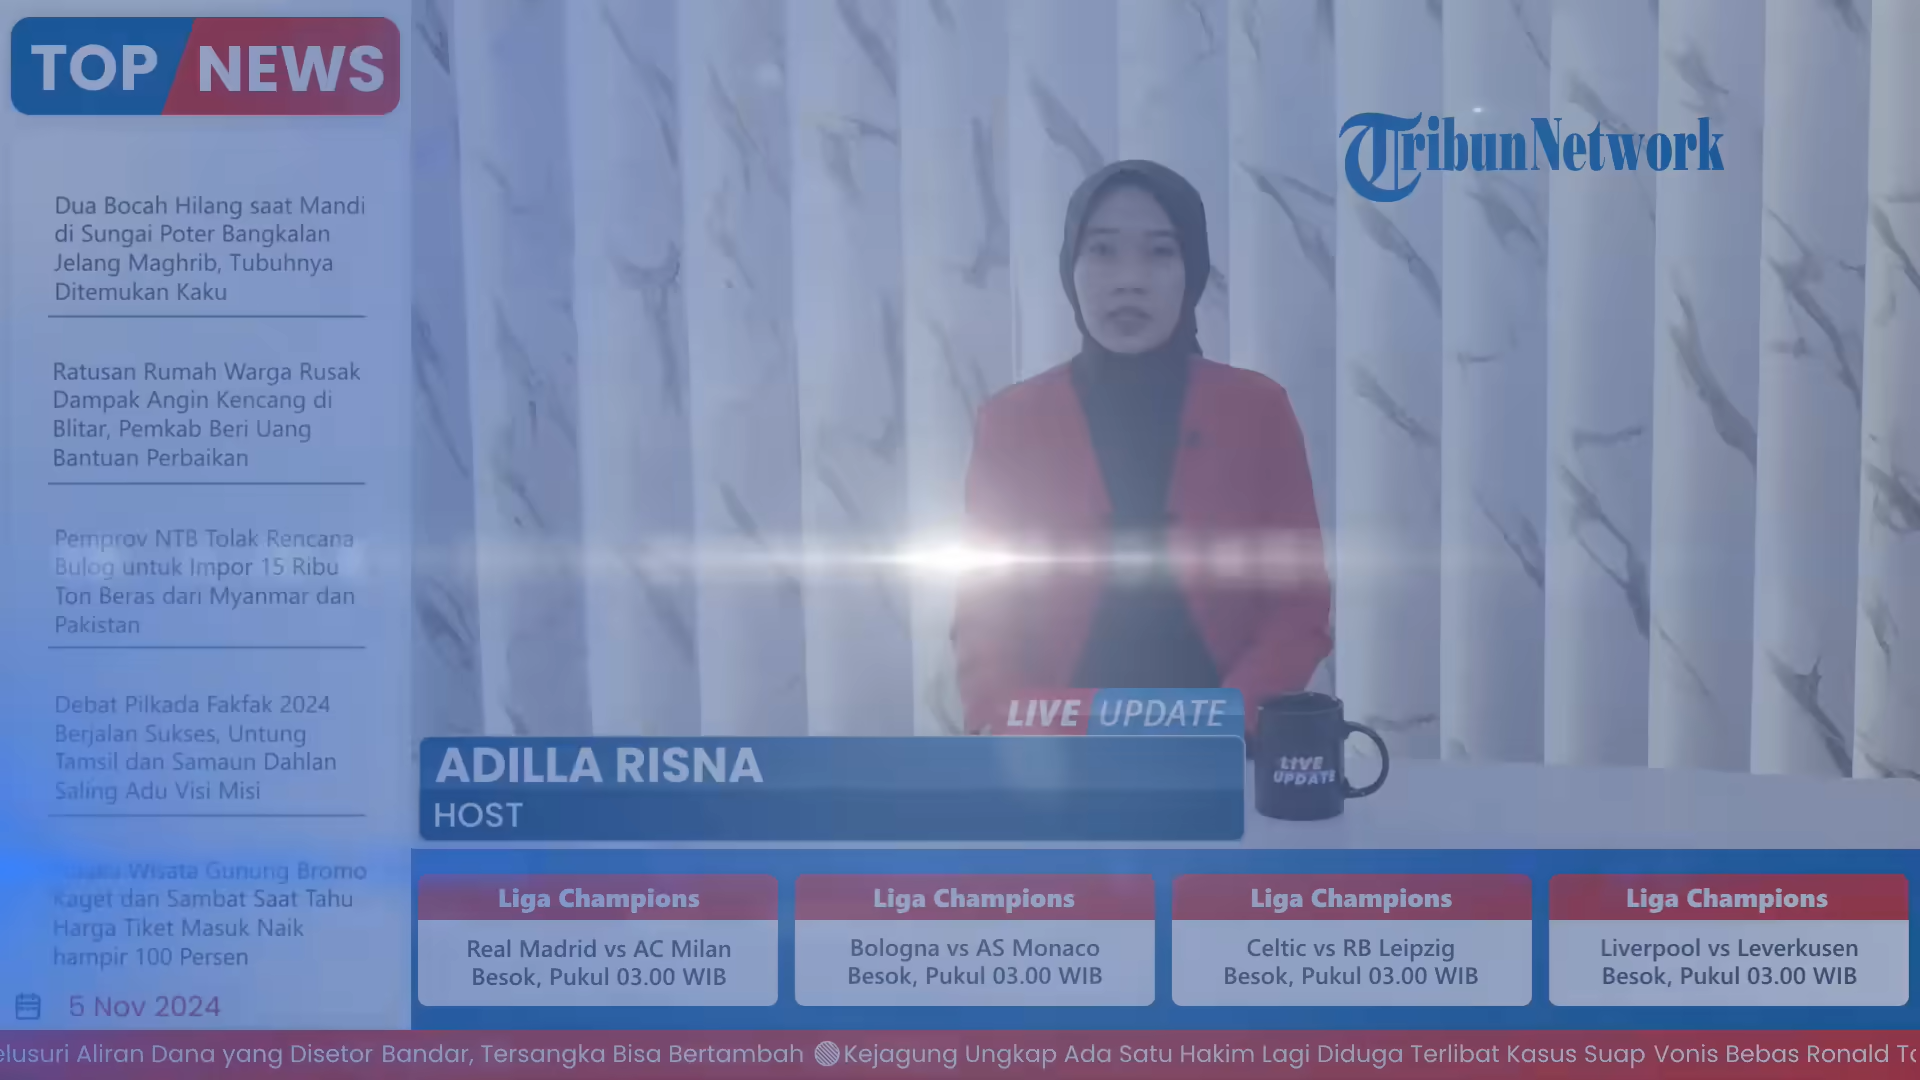 TOP NEWS
Dua Bocah Hilang saat Mandi
di Sungai Poter Bangkalan
Jelang Maghrib, Tubuhnya
Ditemukan Kaku
Ratusan Rumah Warga Rusak
Dampak Angin Kencang di
Blitar, Pemkab Beri Uang
Bantuan Perbaikan
Pemprov NTB Tolak Rencana
Bulog untuk Impor 15 Ribu
Ton Beras dari Myanmar dan
Pakistan
Debat Pilkada Fakfak 2024
Berjalan Sukses, Untung
Tamsil dan Samaun Dahlan
Saling Adu Visi Misi
Wisata Gunung Bromo
Kaget dan Sambat Saat Tahu
Harga Tiket Masuk Naik
hampir 100 Persen
5 Nov 2024
TribunNetwork
LIVE UPDATE
ADILLA RISNA
HOST
LIVE
UPDATE
Liga Champions
Real Madrid vs AC Milan
Besok, Pukul 03.00 WIB
Liga Champions
Bologna vs AS Monaco
Besok, Pukul 03.00 WIB
Liga Champions
Celtic vs RB Leipzig
Besok, Pukul 03.00 WIB
Liga Champions
Liverpool vs Leverkusen
Besok, Pukul 03.00 WIB
Aliran Dana yang Disetor Bandar, Tersangka Bisa Bertambah Kejagung Ungkap Ada Satu Hakim Lagi Diduga Terlibat Kasus Suap Vonis Bebas Ronald